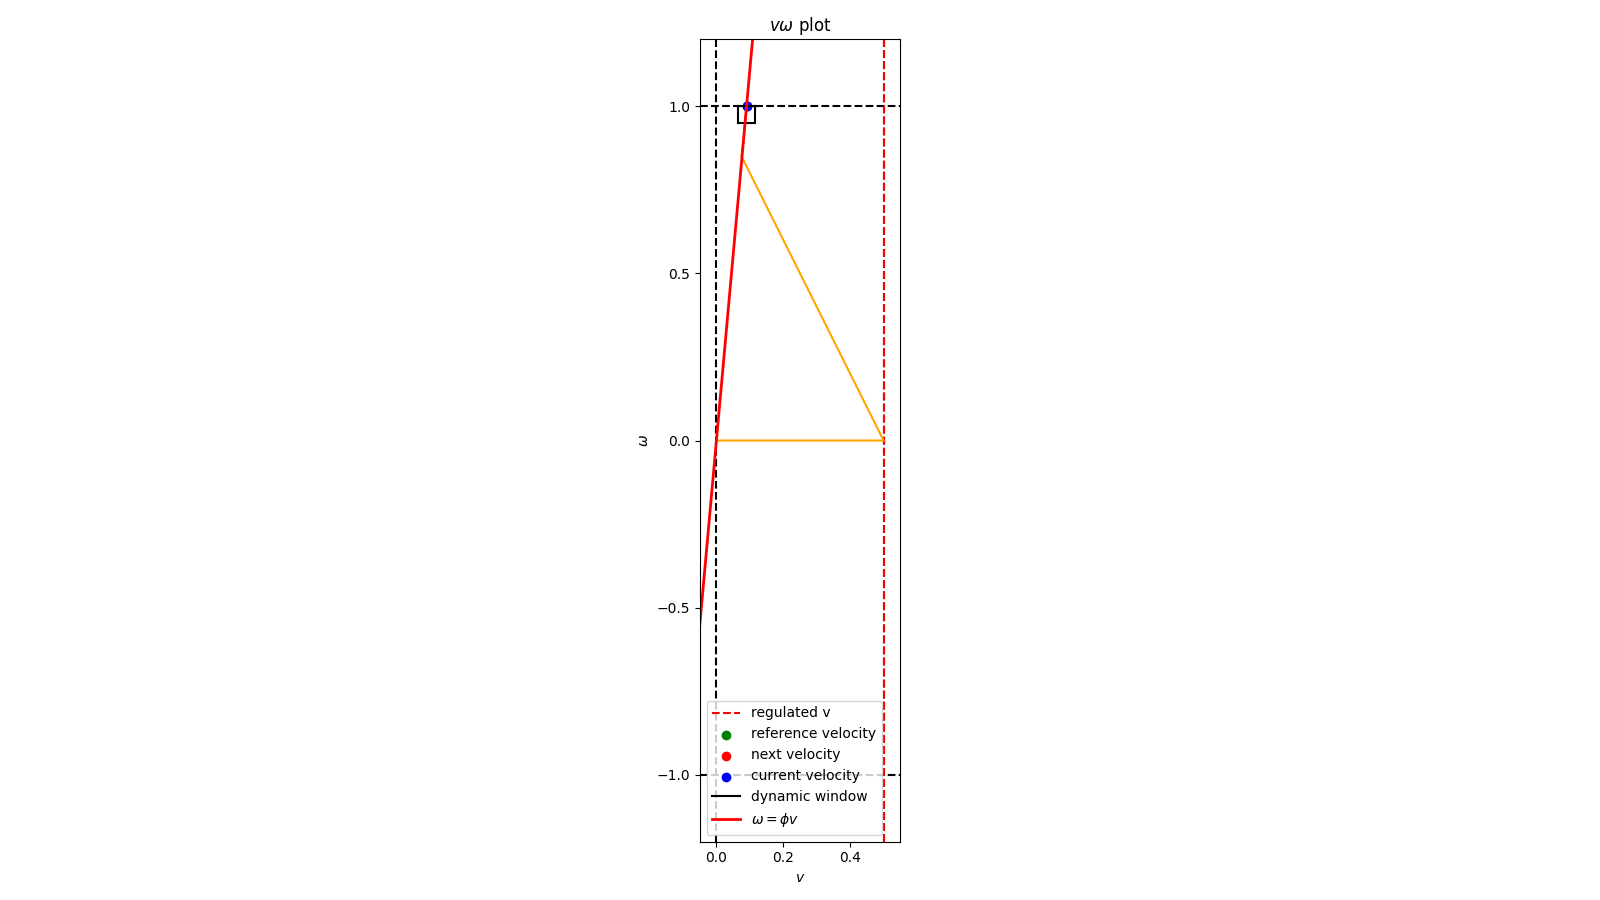 vω plot
1.0
0.5
ω
0.0
−0.5
−1.0
regulated v
reference velocity
next velocity
current velocity
dynamic window
ω = ϕv
0.0 0.2 0.4
v